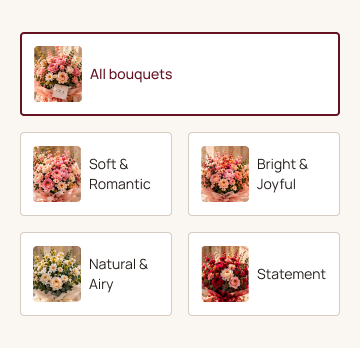 All bouquets
Soft &
Romantic
Bright &
Joyful
Natural &
Airy
Statement